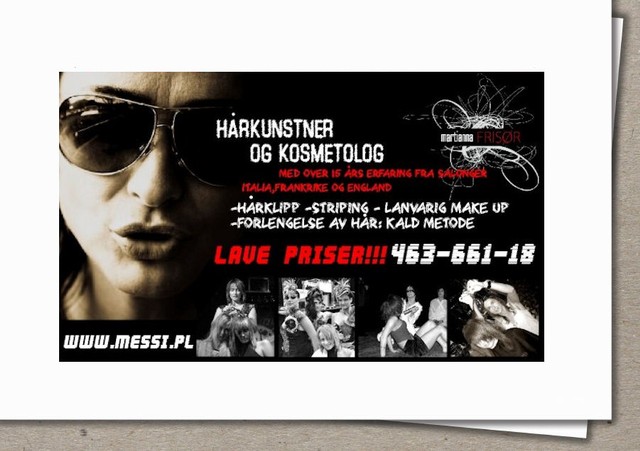 martianna FRISØR
HÅRKUNSTNER
OG KOSMETOLOG
MED OVER 15 ÅRS ERFARING FRA SALONGER
ITALIA,FRANKRIKE OG ENGLAND
-HÅRKLIPP -STRIPING - LANVARIG MAKE UP
-FORLENGELSE AV HÅR: KALD METODE
LAVE PRISER!!! 463-661-18
WWW.MESSI.PL